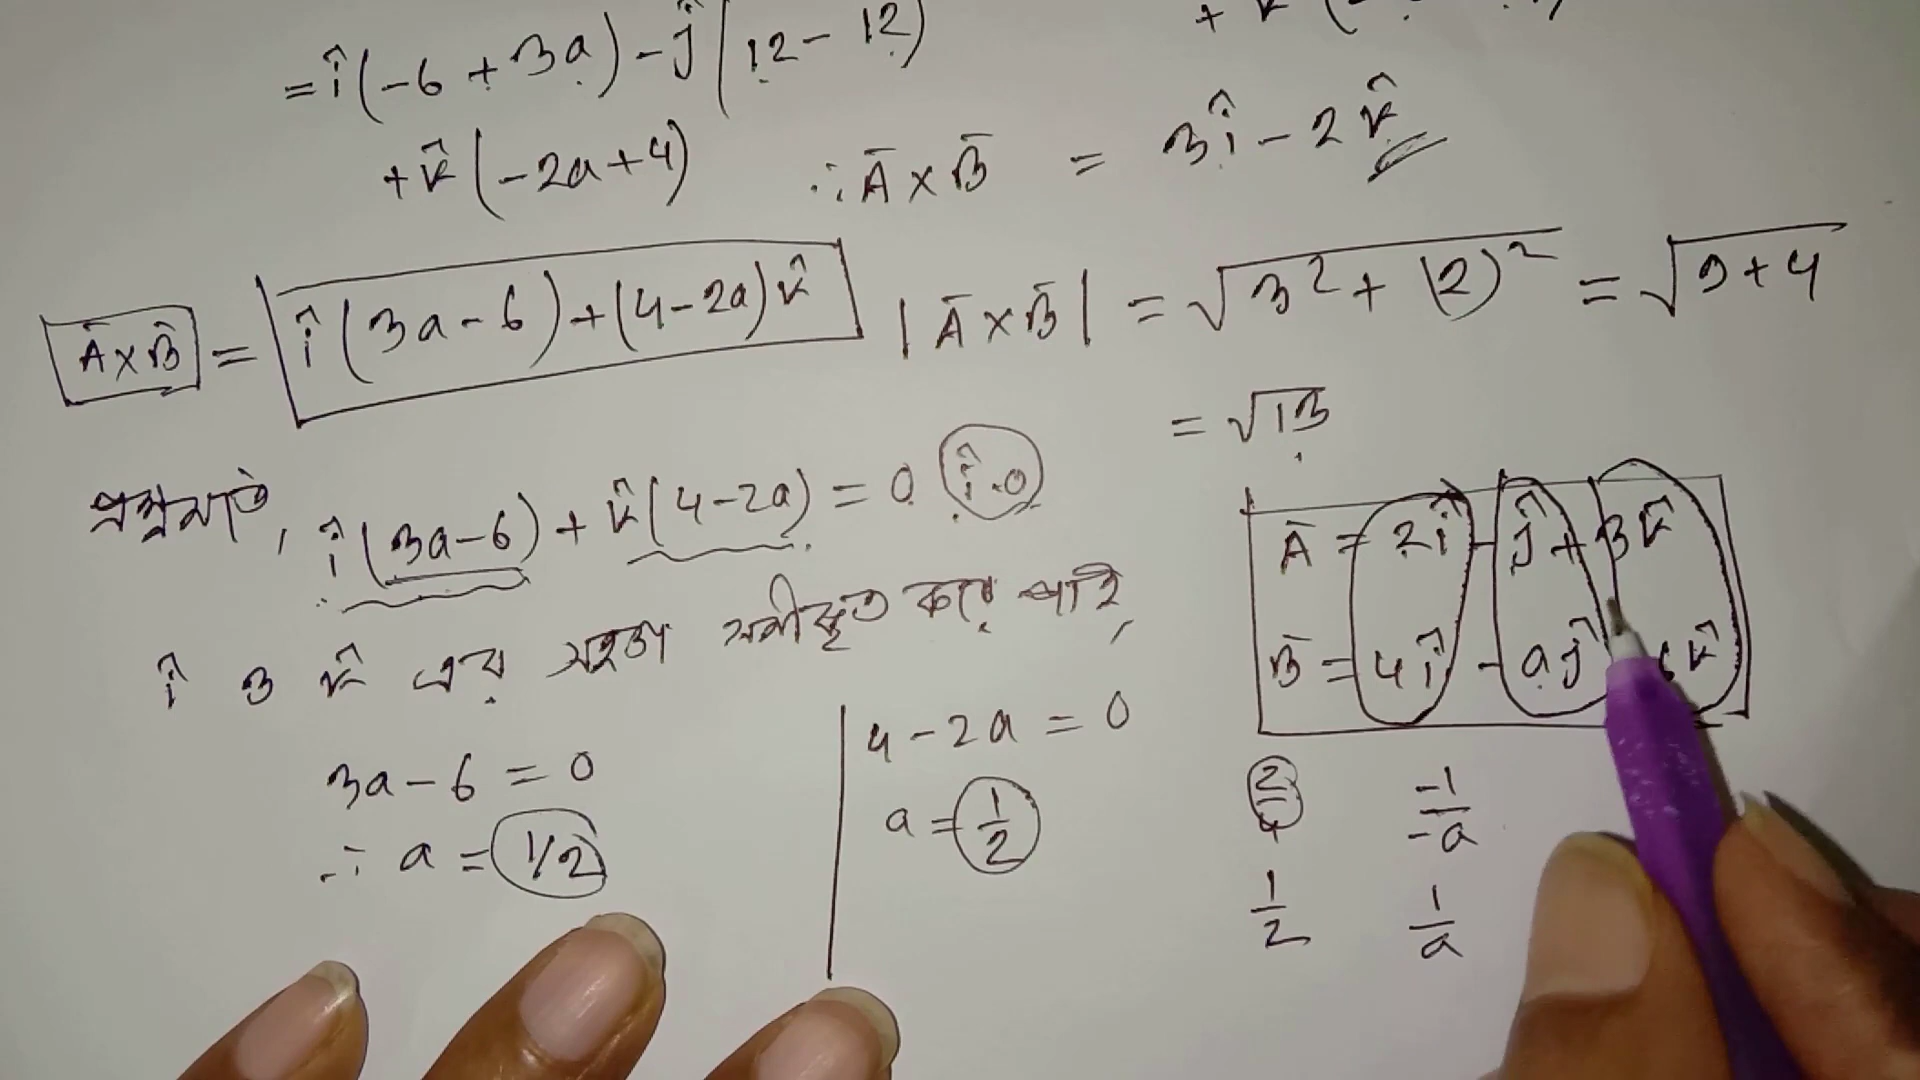 = î(-6 + 3a) - ĵ(12 - 12)
+ k̂(-2a+4)
A̅ × B̅ = î(3a-6)+(4-2a)k̂
প্রশ্নমতে, î(3a-6) + k̂(4-2a) = 0 î.0
î ও k̂ এর সহগ সমীকৃত করে পাই,
3a - 6 = 0
∴ a = 1/2
4 - 2a = 0
a = 1/2
∴ A̅ × B̅ = 3î - 2k̂
|A̅ × B̅| = √(3² + (2)²) = √(9+4)
= √13
A̅ = 2î - ĵ + 3k̂
B̅ = 4î - aĵ 6k̂
2/4 -1/-a
1/2 1/a